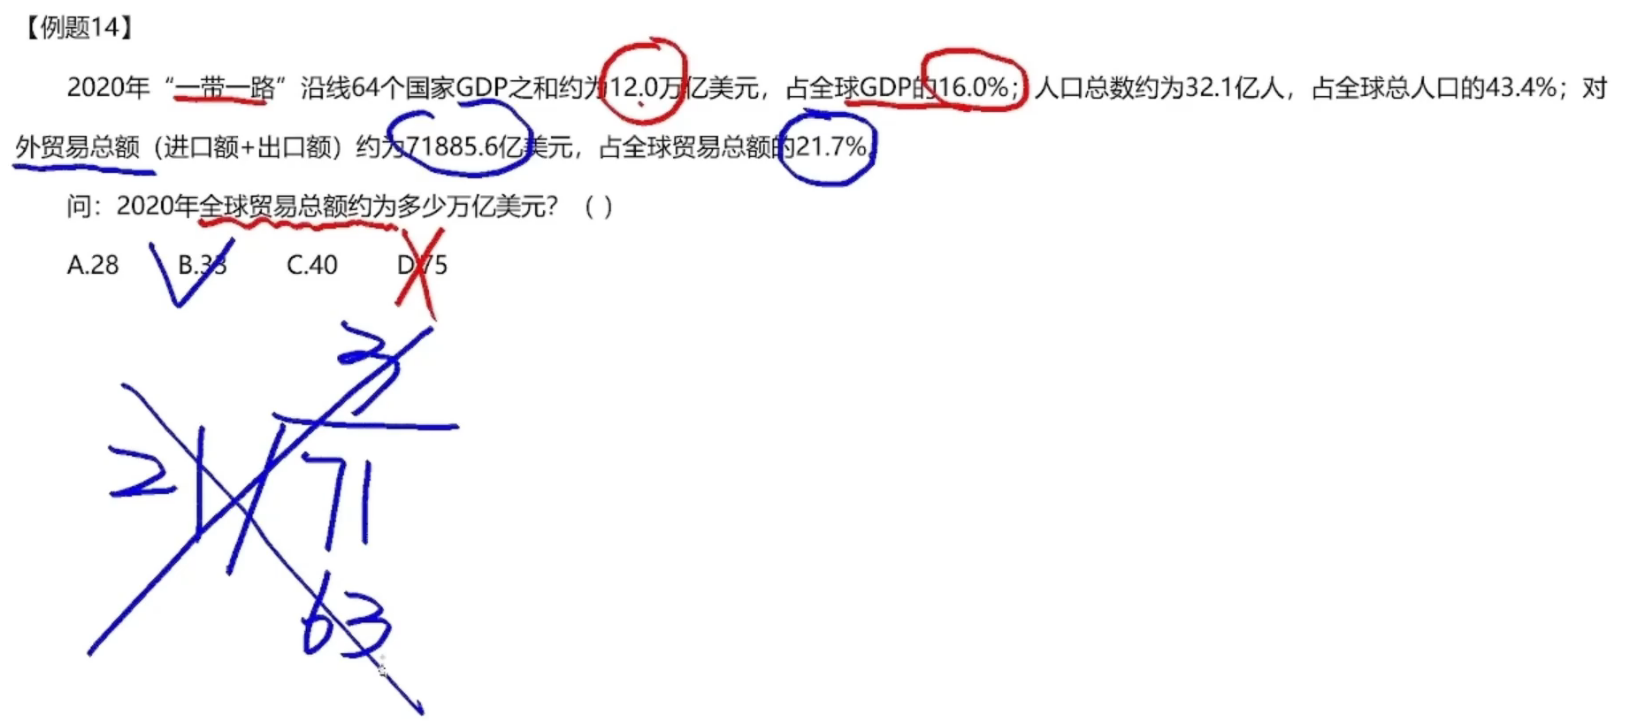 【例题14】
2020年“一带一路”沿线64个国家GDP之和约为12.0万亿美元，占全球GDP的16.0%；人口总数约为32.1亿人，占全球总人口的43.4%；对
外贸易总额（进口额+出口额）约为71885.6亿美元，占全球贸易总额的21.7%
问：2020年全球贸易总额约为多少万亿美元？（ ）
A.28 B.33 C.40 D.75
3
21 71
63